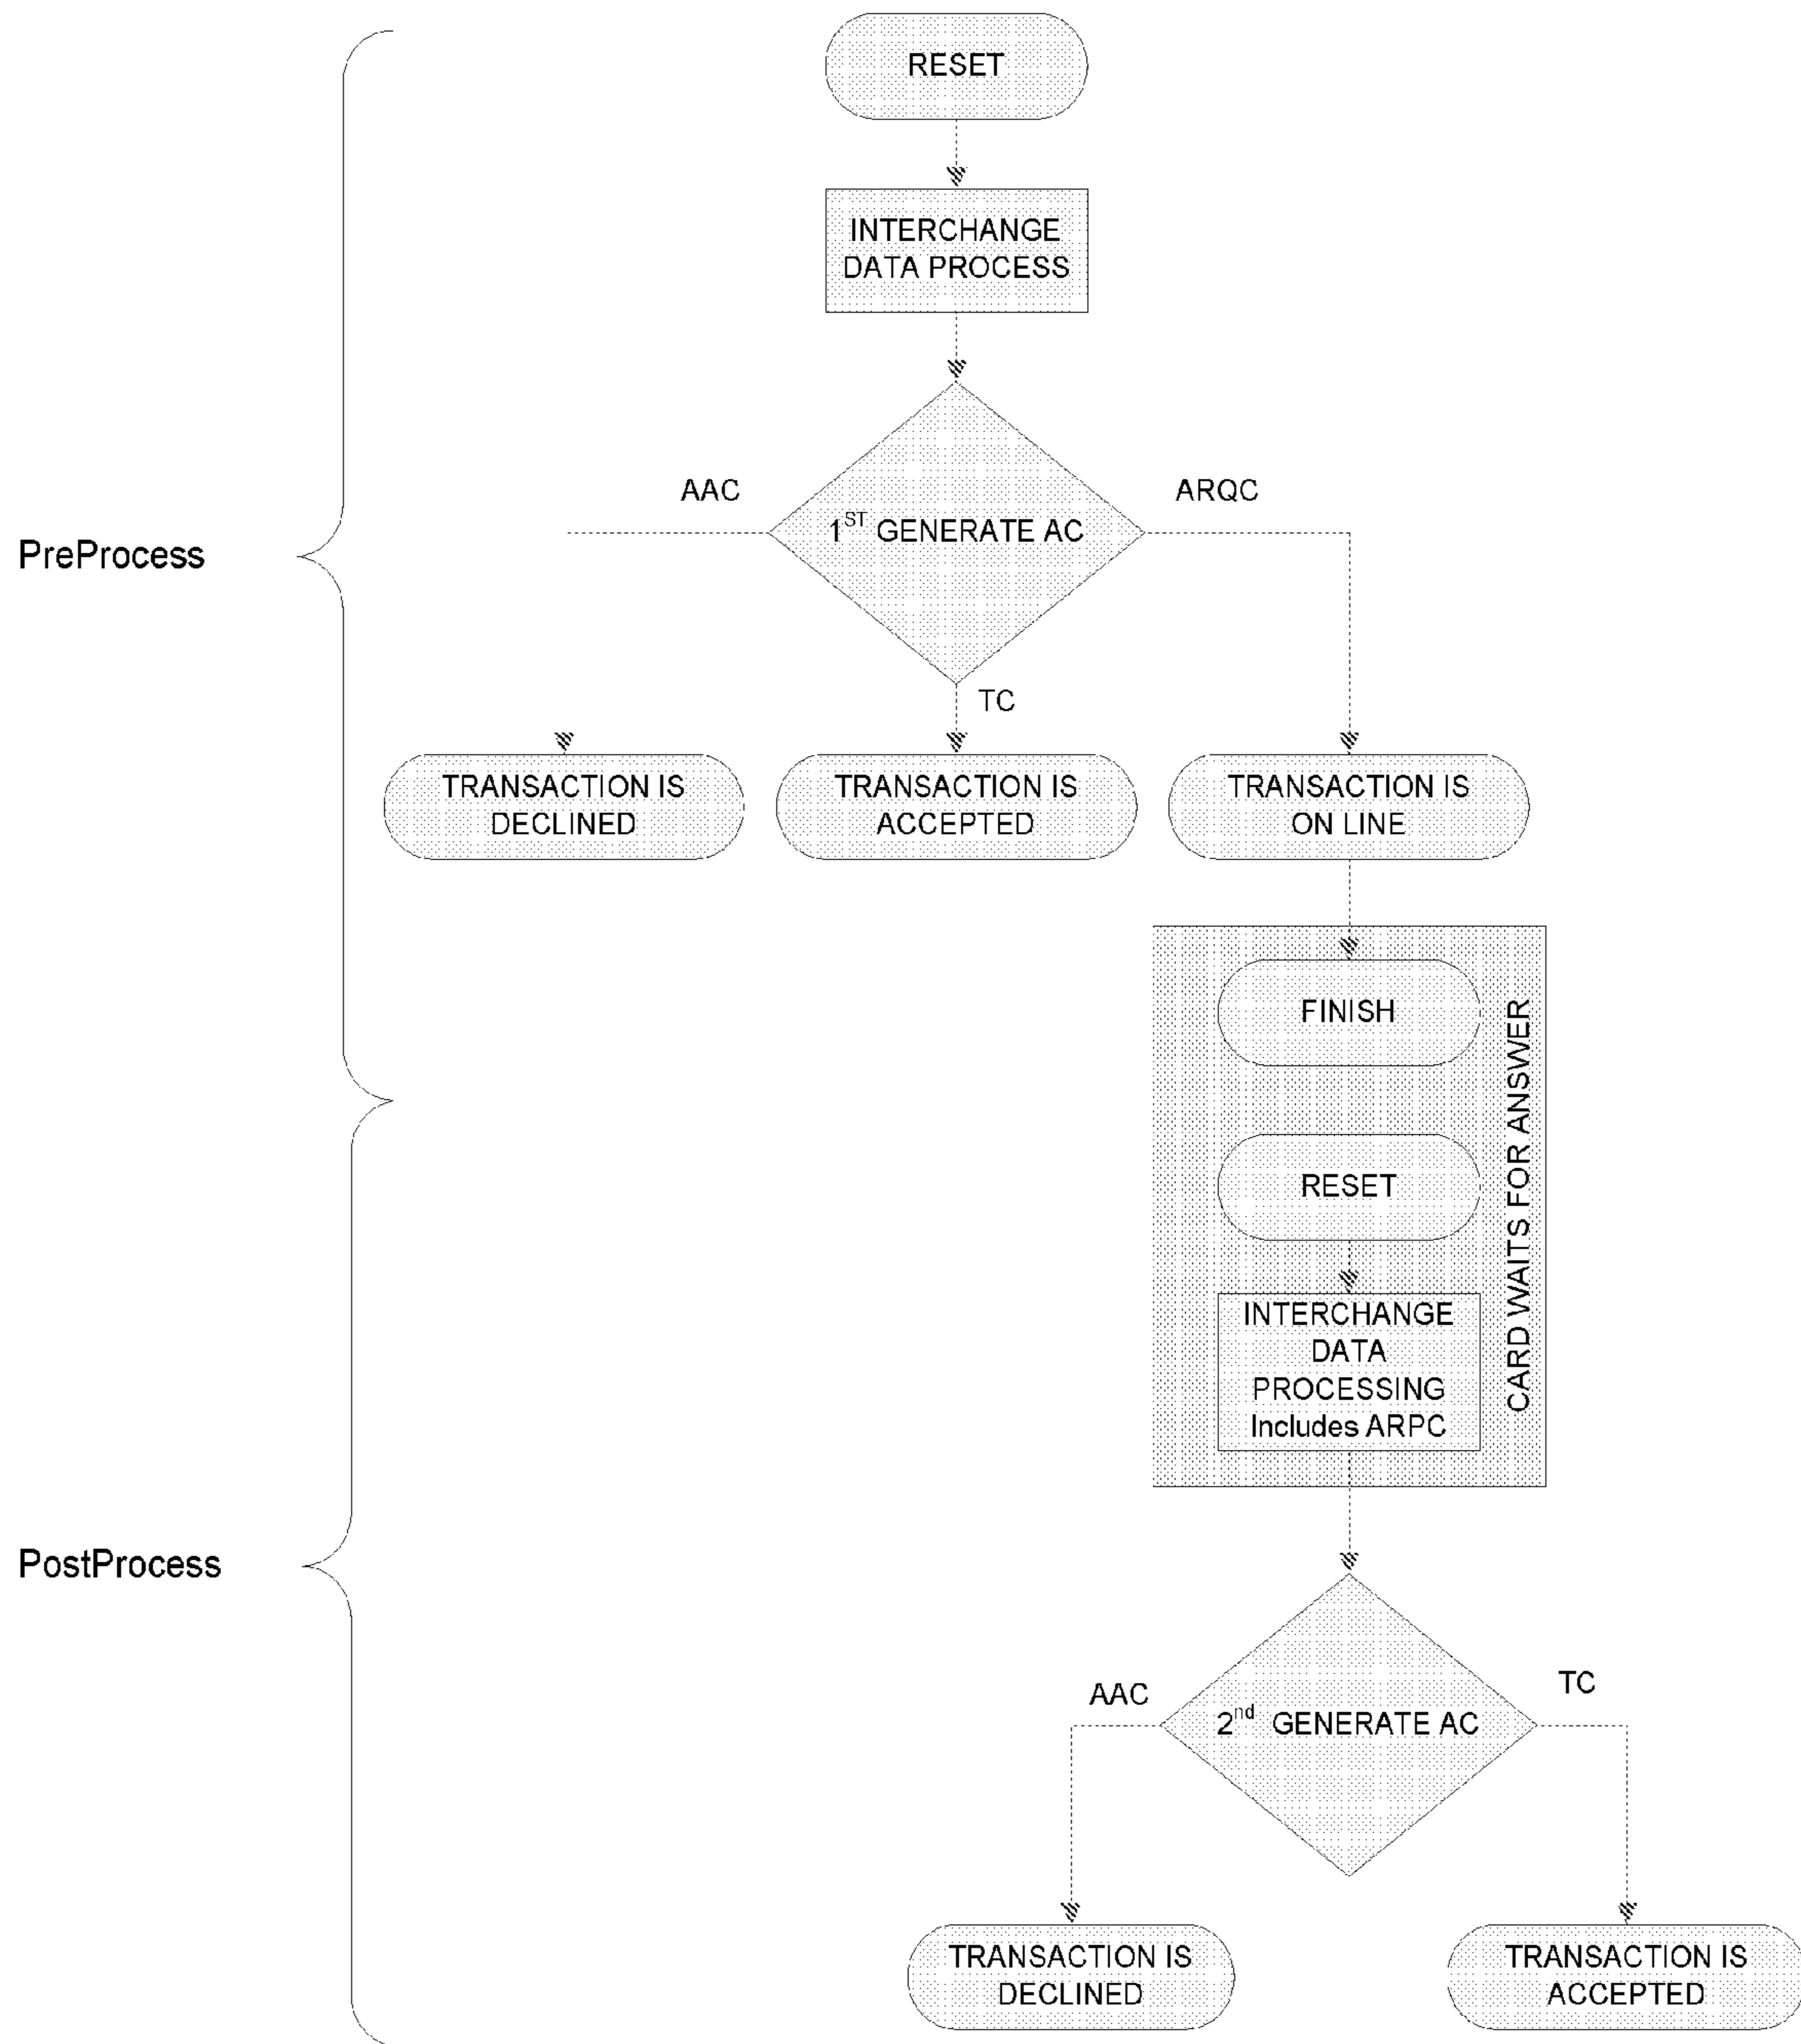 RESET
INTERCHANGE
DATA PROCESS
AAC
ARQC
1ST GENERATE AC
PreProcess
TC
TRANSACTION IS
DECLINED
TRANSACTION IS
ACCEPTED
TRANSACTION IS
ON LINE
FINISH
RESET
CARD WAITS FOR ANSWER
INTERCHANGE
DATA
PROCESSING
Includes ARPC
PostProcess
AAC
TC
2nd GENERATE AC
TRANSACTION IS
DECLINED
TRANSACTION IS
ACCEPTED